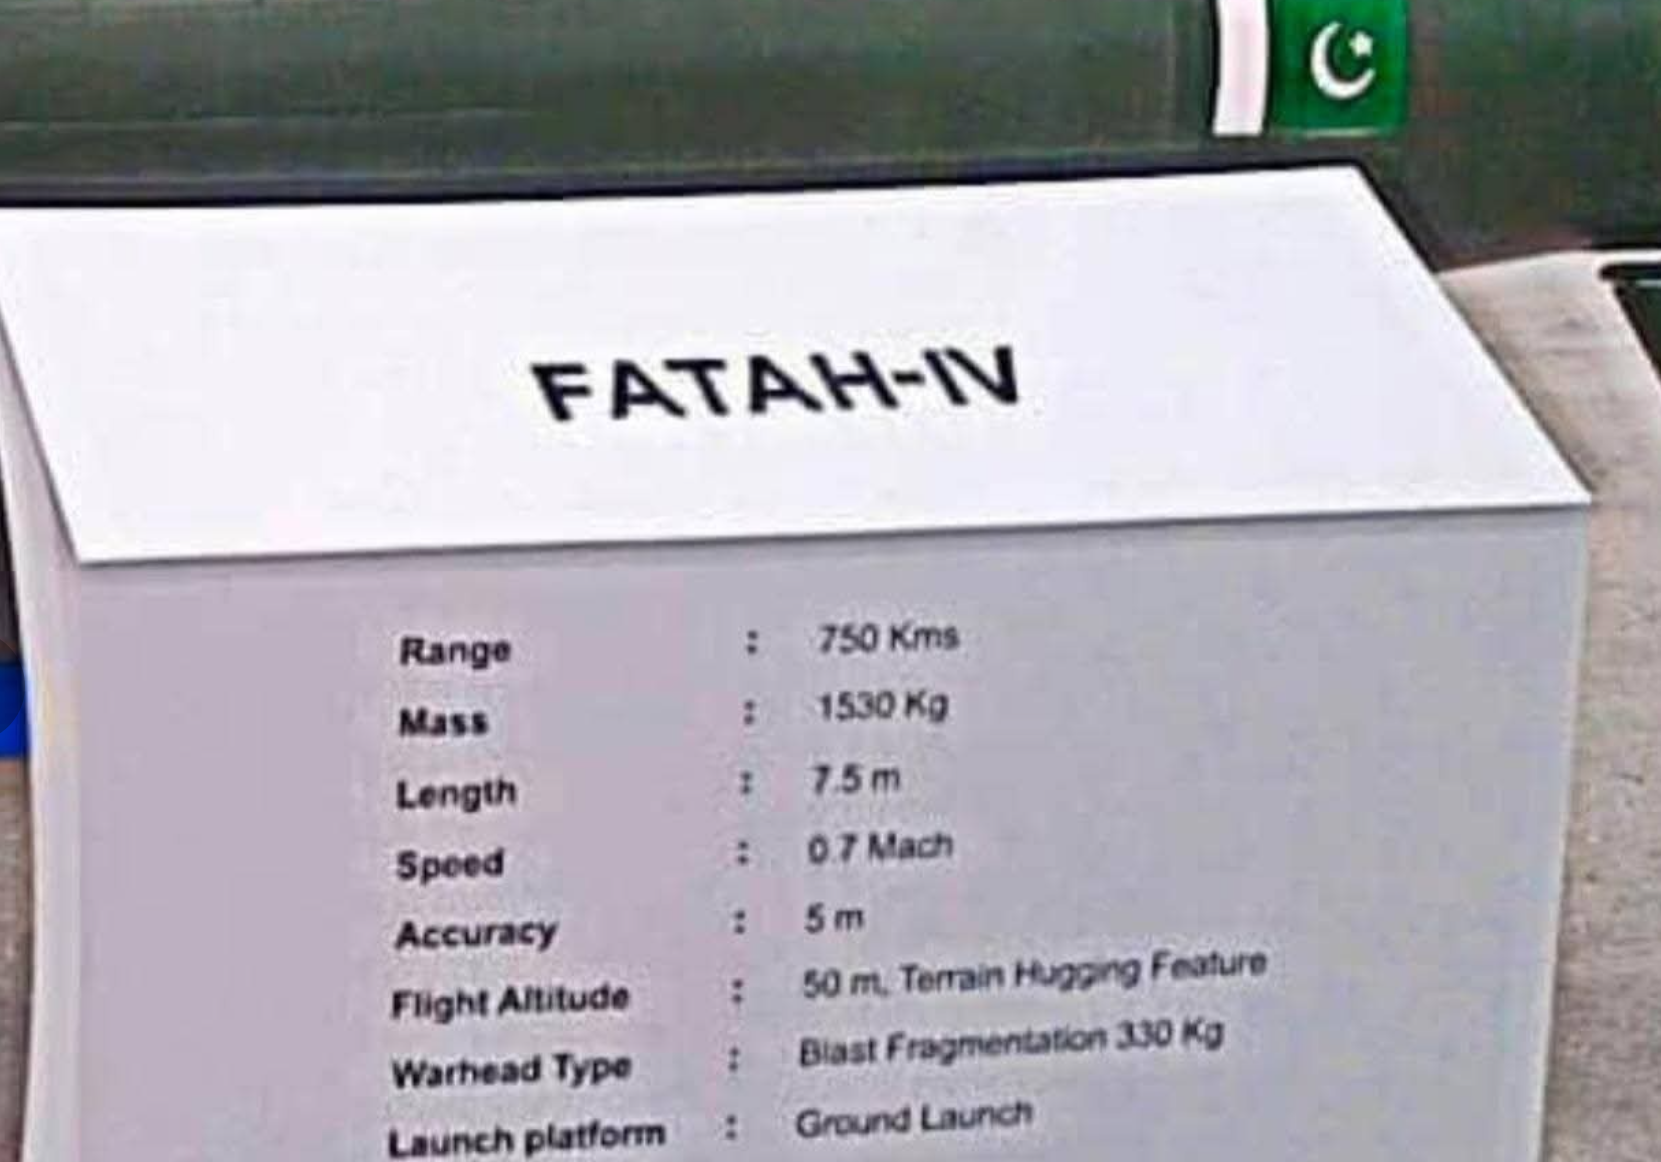 FATAH-IV
Range : 750 Kms
Mass : 1530 Kg
Length : 7.5 m
Speed : 0.7 Mach
Accuracy : 5 m
Flight Altitude : 50 m, Terrain Hugging Feature
Warhead Type : Blast Fragmentation 330 Kg
Launch platform : Ground Launch